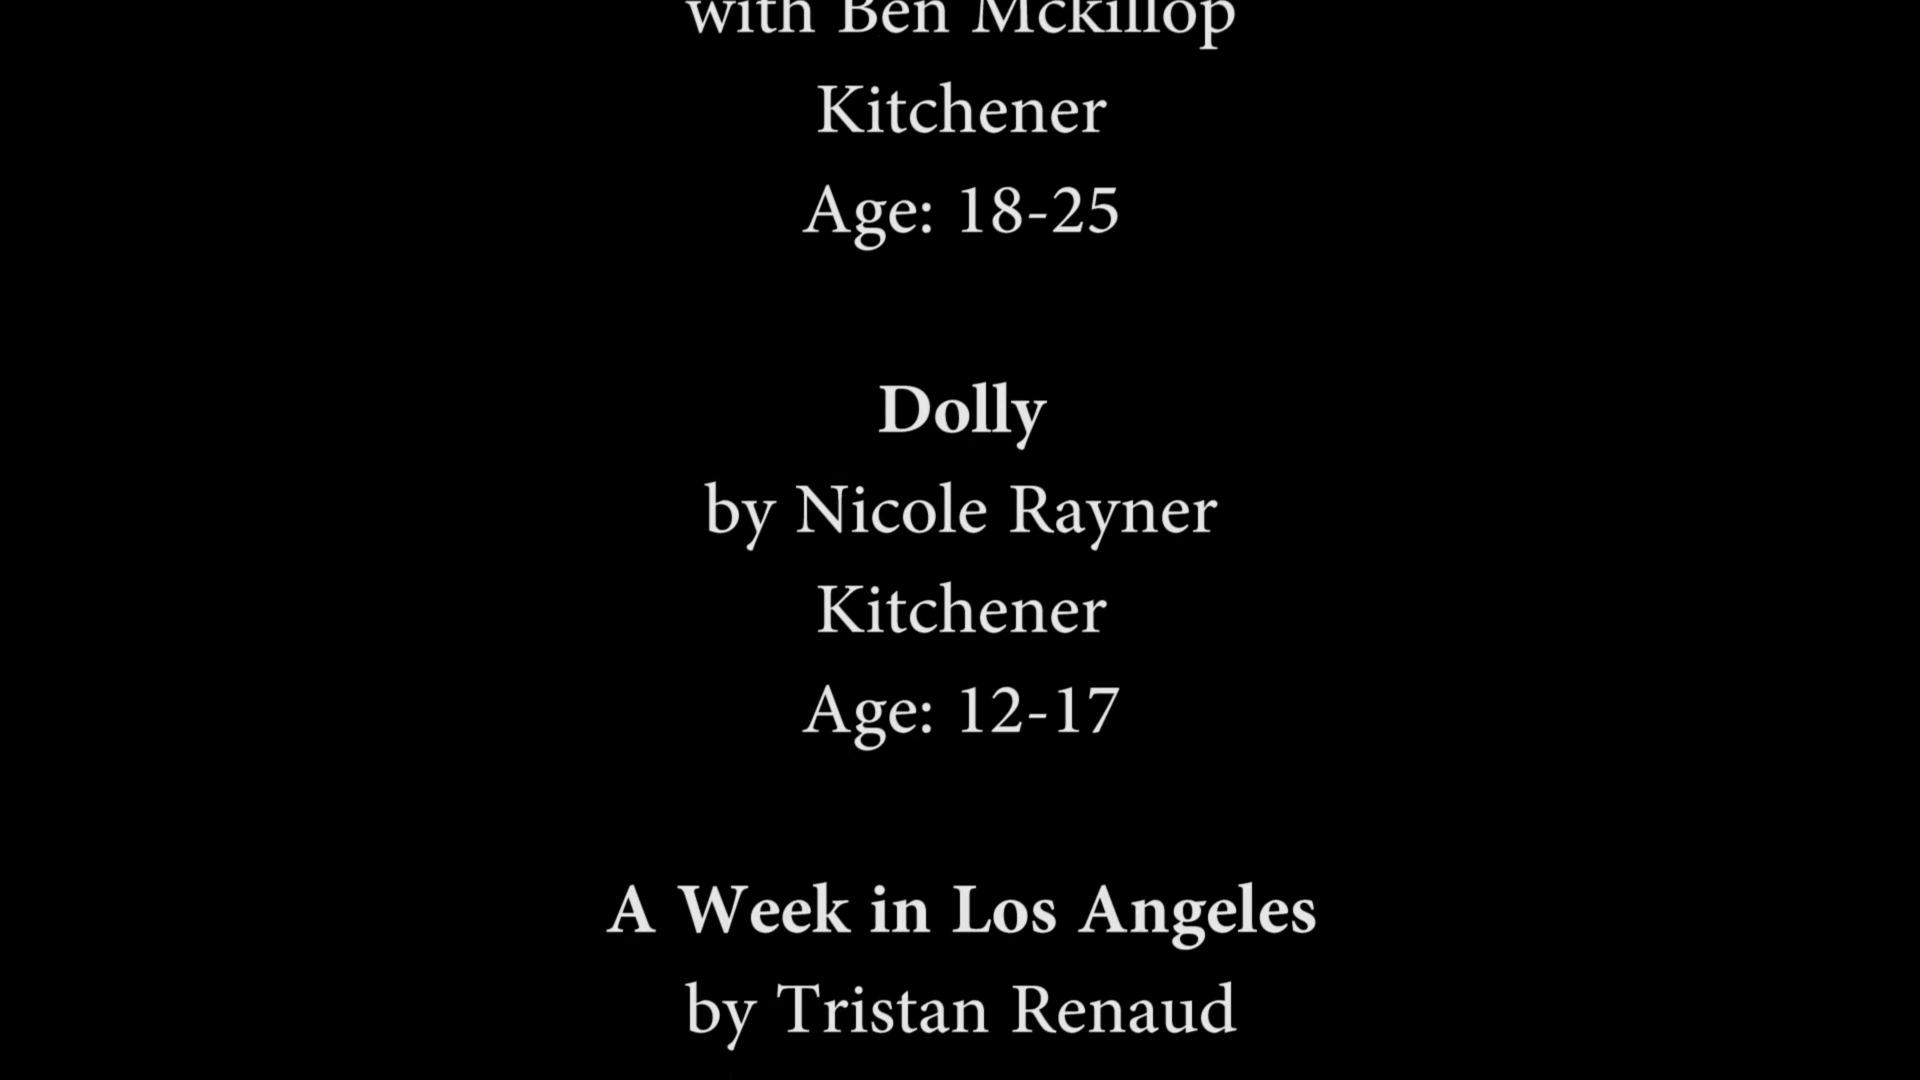 with Ben Mckillop
Kitchener
Age: 18-25
Dolly
by Nicole Rayner
Kitchener
Age: 12-17
A Week in Los Angeles
by Tristan Renaud